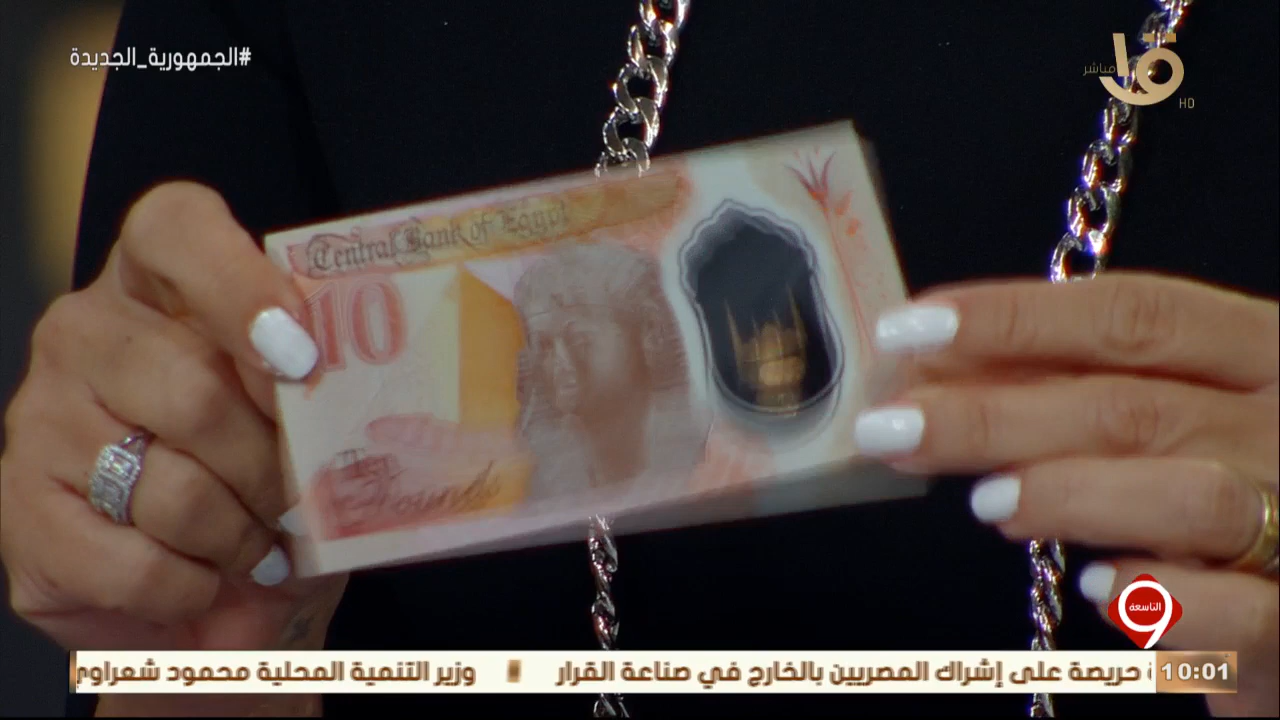 #الجمهورية_الجديدة
مباشر
HD
Central Bank of Egypt
10
Pounds
التاسعة
9
حريصة على إشراك المصريين بالخارج في صناعة القرار
وزير التنمية المحلية محمود شعراوي
10:01